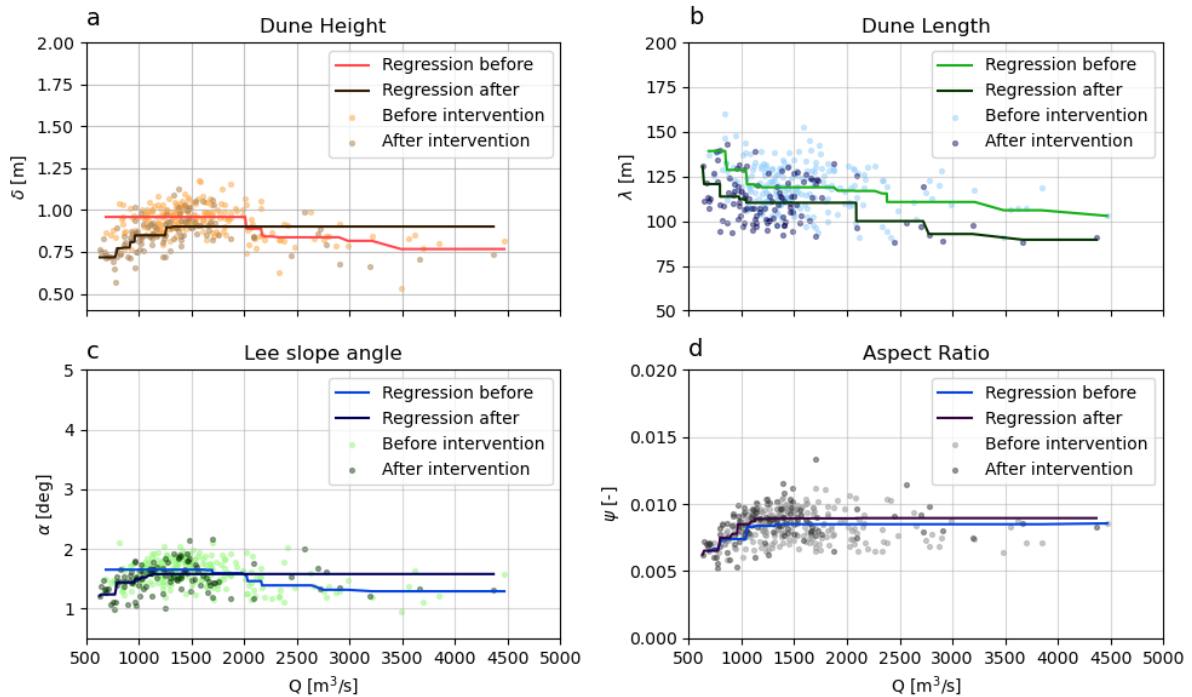 a
Dune Height
2.00
1.75
1.50
1.25
1.00
0.75
0.50
δ [m]
Regression before
Regression after
Before intervention
After intervention
b
Dune Length
200
175
150
125
100
75
50
λ [m]
Regression before
Regression after
Before intervention
After intervention
c
Lee slope angle
5
4
3
2
1
α [deg]
Regression before
Regression after
Before intervention
After intervention
500 1000 1500 2000 2500 3000 3500 4000 4500 5000
Q [m³/s]
d
Aspect Ratio
0.020
0.015
0.010
0.005
0.000
ψ [-]
Regression before
Regression after
Before intervention
After intervention
500 1000 1500 2000 2500 3000 3500 4000 4500 5000
Q [m³/s]